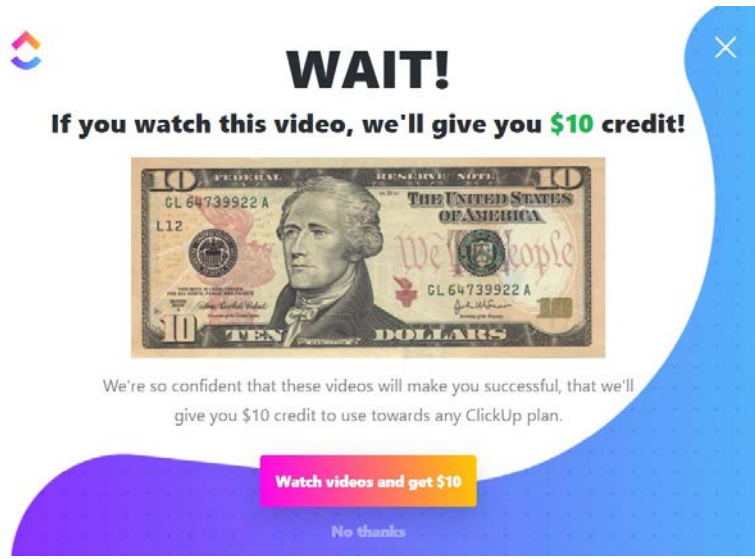 WAIT!
If you watch this video, we'll give you $10 credit!
10 FEDERAL RESERVE NOTE 10
THE UNITED STATES
OF AMERICA
GL 64739922 A
L12
We the People
GL 64739922 A
10 TEN DOLLARS
We're so confident that these videos will make you successful, that we'll
give you $10 credit to use towards any ClickUp plan.
Watch videos and get $10
No thanks